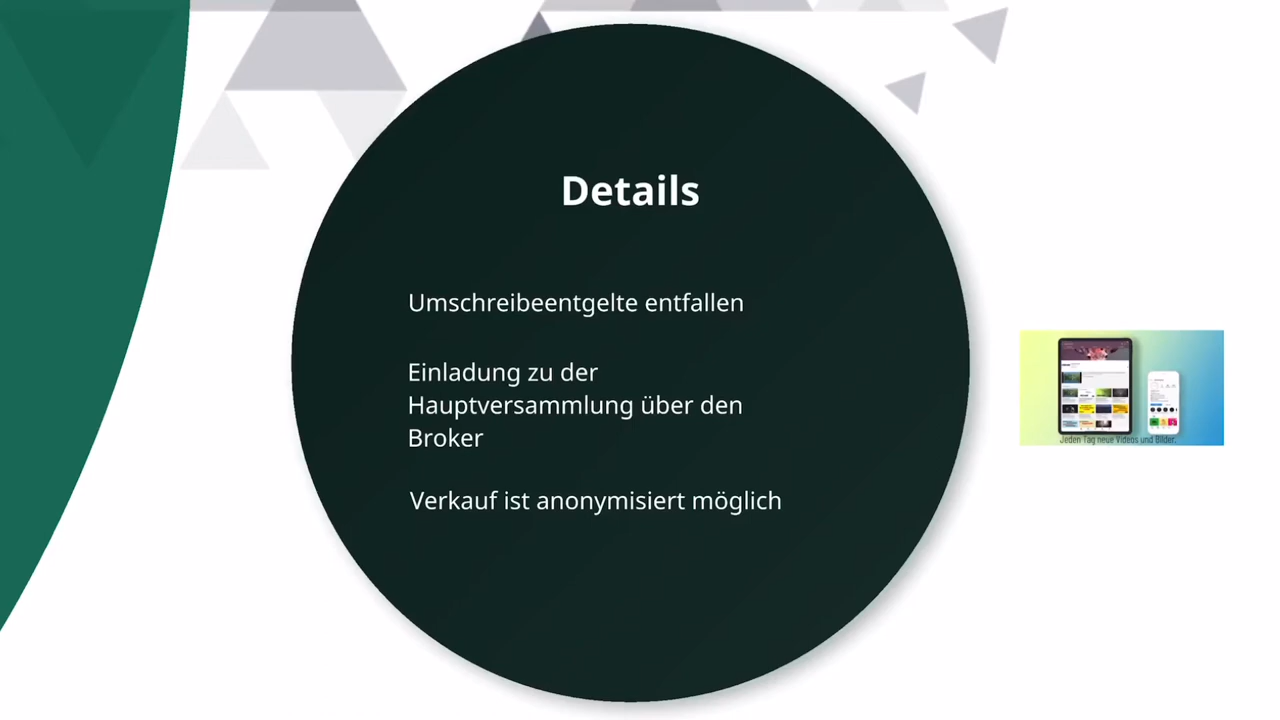 Details
Umschreibeentgelte entfallen
Einladung zu der
Hauptversammlung über den
Broker
Verkauf ist anonymisiert möglich
Jeden Tag neue Videos und Bilder.